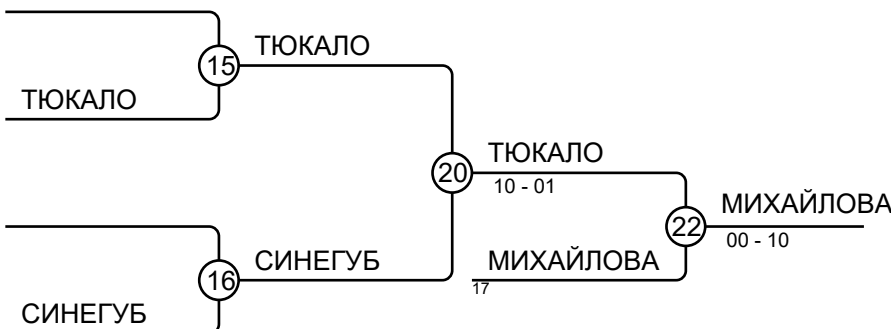 15
ТЮКАЛО
ТЮКАЛО
20
ТЮКАЛО
10 - 01
22
МИХАЙЛОВА
00 - 10
16
СИНЕГУБ
МИХАЙЛОВА
17
СИНЕГУБ